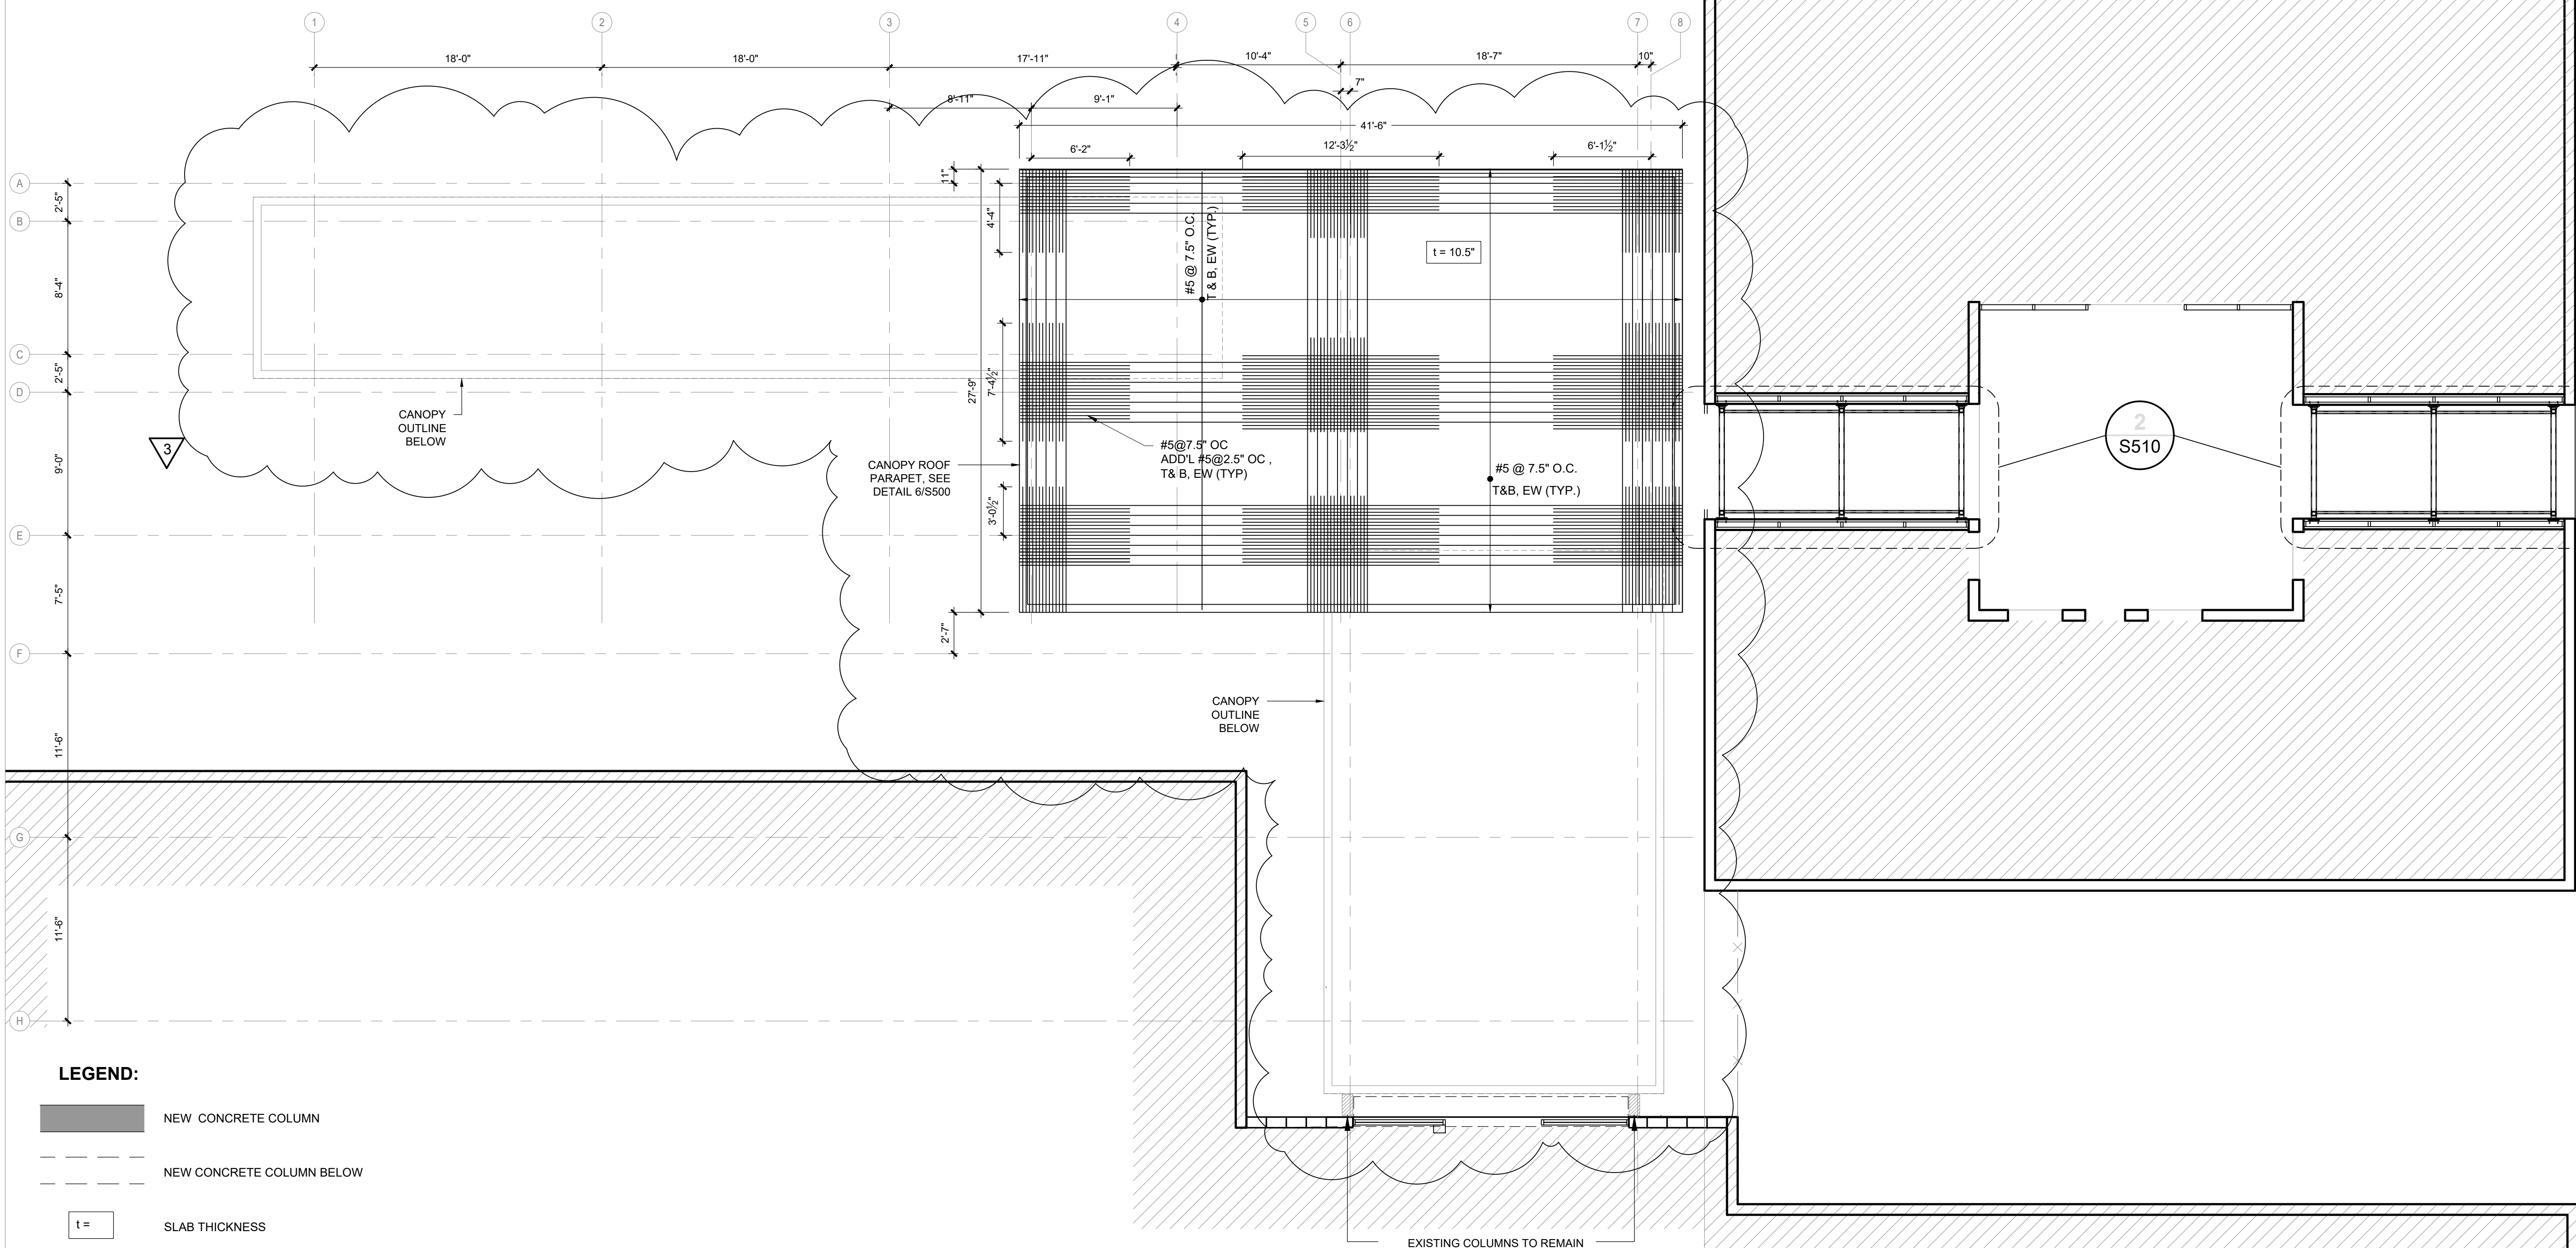 1
2
3
4
5
6
7
8
18'-0"
18'-0"
17'-11"
10'-4"
18'-7"
10"
7"
8'-11"
9'-1"
41'-6"
6'-2"
12'-3½"
6'-1½"
A
B
C
D
E
F
G
H
2'-5"
8'-4"
2'-5"
9'-0"
7'-5"
11'-6"
11'-6"
11"
4'-4"
27'-9"
7'-4½"
3'-0½"
2'-7"
#5 @ 7.5" O.C.
T & B, EW (TYP.)
t = 10.5"
CANOPY
OUTLINE
BELOW
3
CANOPY ROOF
PARAPET, SEE
DETAIL 6/S500
#5@7.5" OC
ADD'L #5@2.5" OC ,
T& B, EW (TYP)
#5 @ 7.5" O.C.
T&B, EW (TYP.)
2
S510
CANOPY
OUTLINE
BELOW
LEGEND:
NEW CONCRETE COLUMN
NEW CONCRETE COLUMN BELOW
t =
SLAB THICKNESS
EXISTING COLUMNS TO REMAIN